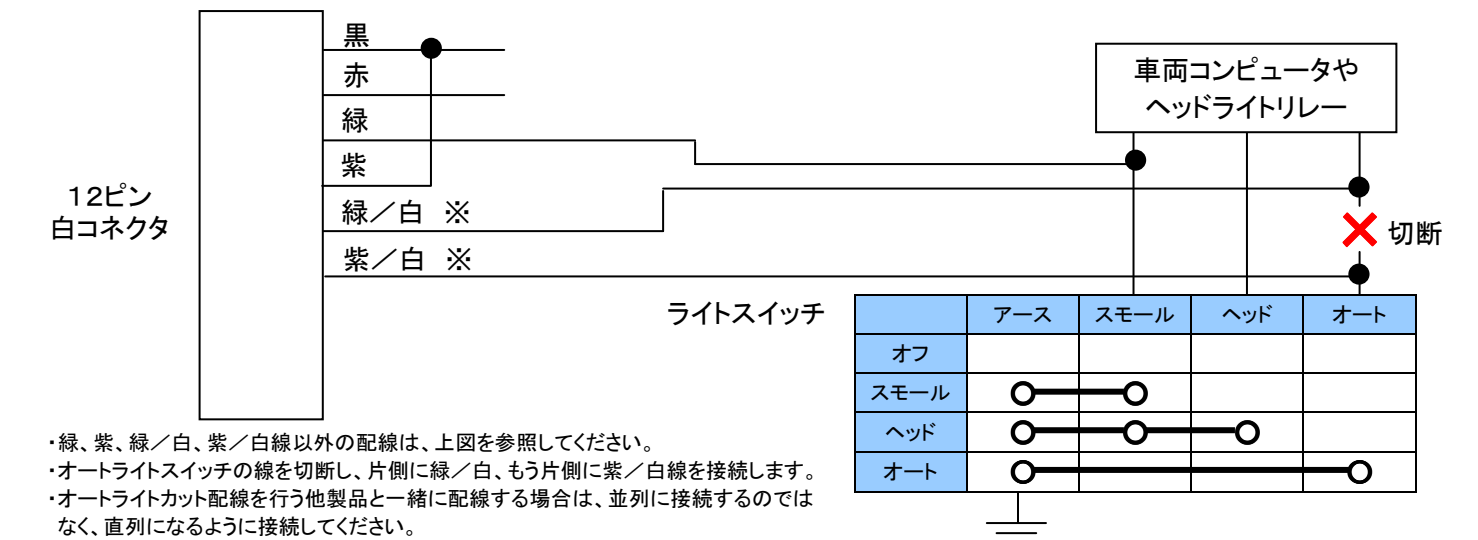 黒
赤
緑
紫
緑／白 ※
紫／白 ※
１２ピン
白コネクタ
車両コンピュータや
ヘッドライトリレー
切断
ライトスイッチ
アース スモール ヘッド オート
オフ
スモール
ヘッド
オート
・緑、紫、緑／白、紫／白線以外の配線は、上図を参照してください。
・オートライトスイッチの線を切断し、片側に緑／白、もう片側に紫／白線を接続します。
・オートライトカット配線を行う他製品と一緒に配線する場合は、並列に接続するのでは
なく、直列になるように接続してください。